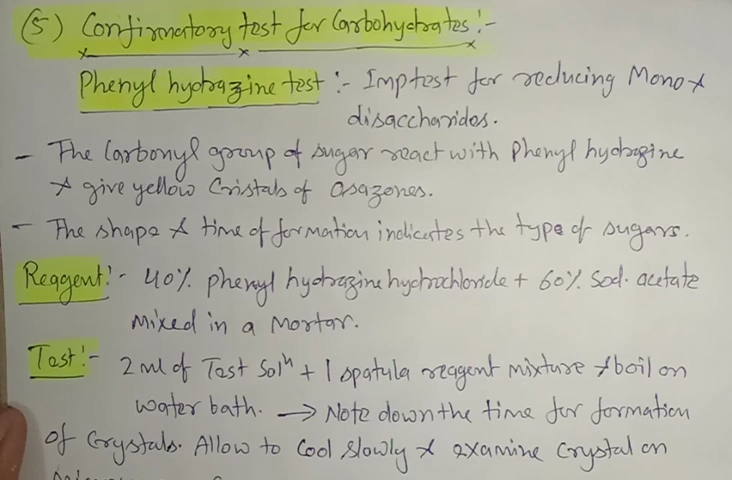 (5) Confirmatory test for Carbohydrates:-
Phenyl hydrazine test :- Imp test for reducing Mono &
disaccharides.
- The Carbonyl group of sugar react with Phenyl hydrazine
& give yellow Cristals of Osazones.
- The shape & time of formation indicates the type of sugars.
Reagent:- 40% phenyl hydrazine hydrochloride + 60% Sod. acetate
Mixed in a Mortar.
Test:- 2 ml of Test Solⁿ + 1 spatula reagent mixture & boil on
Water bath. → Note down the time for formation
of Crystals. Allow to Cool slowly & examine Crystal on